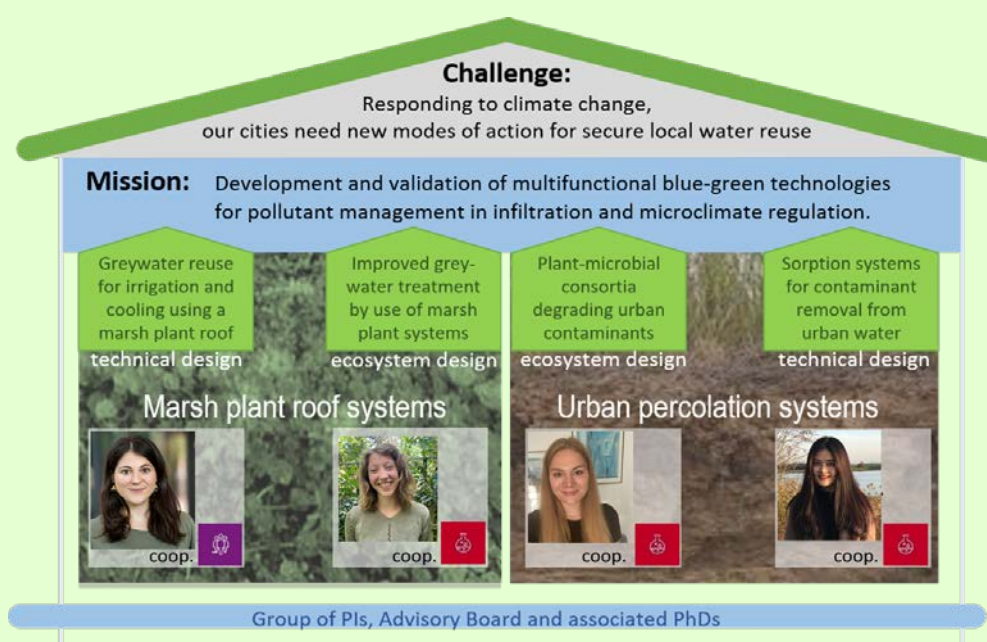 Challenge:
Responding to climate change,
our cities need new modes of action for secure local water reuse
Mission: Development and validation of multifunctional blue-green technologies
for pollutant management in infiltration and microclimate regulation.
Greywater reuse
for irrigation and
cooling using a
marsh plant roof
technical design
Improved grey-
water treatment
by use of marsh
plant systems
ecosystem design
Plant-microbial
consortia
degrading urban
contaminants
ecosystem design
Sorption systems
for contaminant
removal from
urban water
technical design
Marsh plant roof systems
Urban percolation systems
coop.
coop.
coop.
coop.
Group of PIs, Advisory Board and associated PhDs